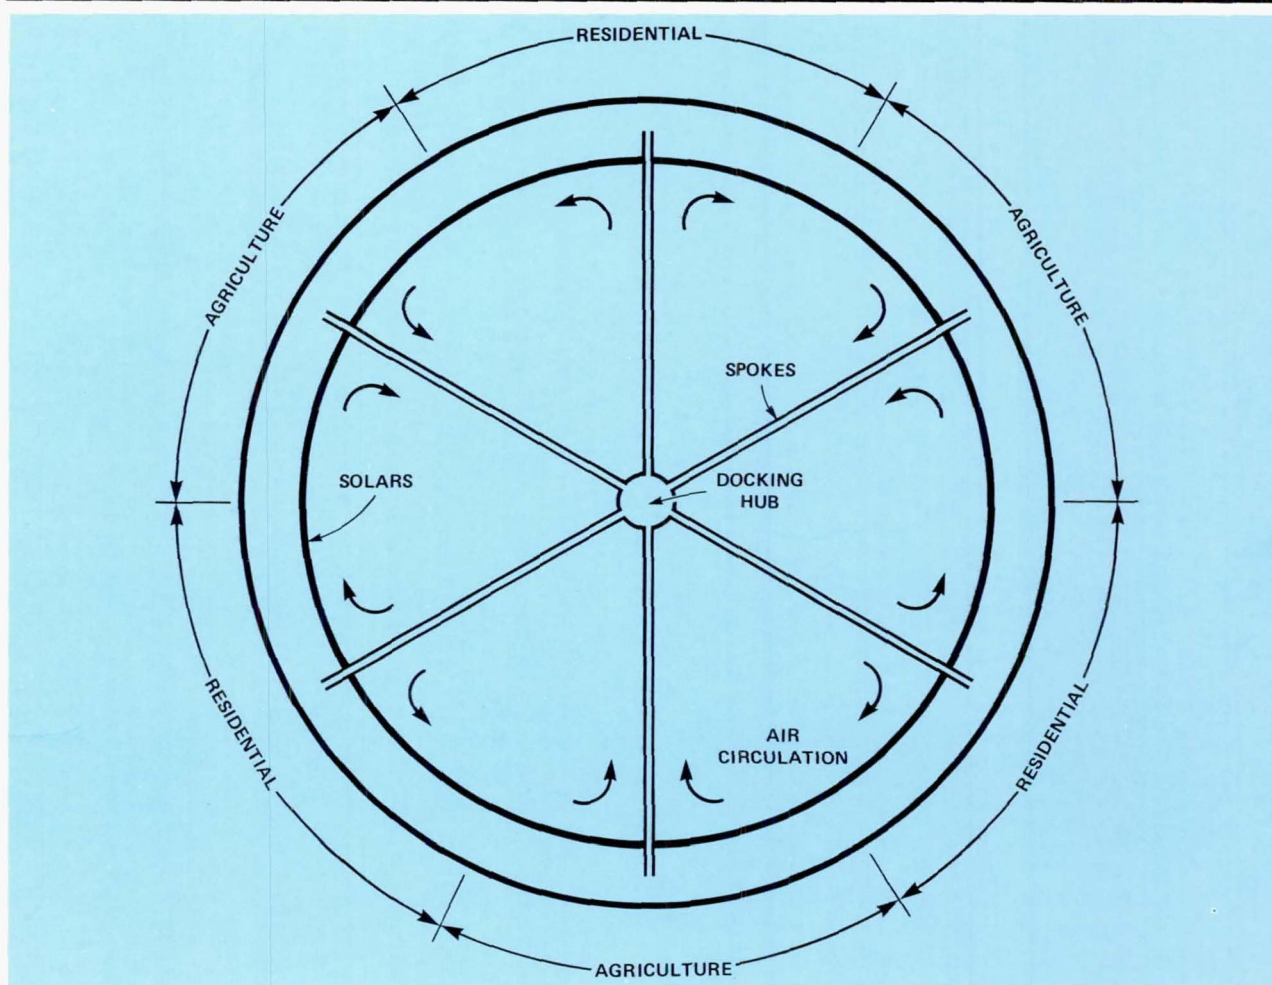 RESIDENTIAL
AGRICULTURE
AGRICULTURE
SPOKES
SOLARS
DOCKING
HUB
RESIDENTIAL
RESIDENTIAL
AIR
CIRCULATION
AGRICULTURE